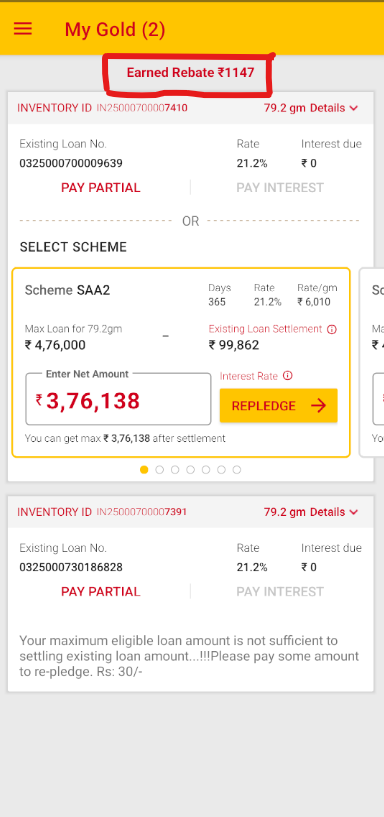 My Gold (2)
Earned Rebate ₹1147
INVENTORY ID IN25000700007410 79.2 gm Details
Existing Loan No. Rate Interest due
0325000700009639 21.2% ₹ 0
PAY PARTIAL PAY INTEREST
OR
SELECT SCHEME
Scheme SAA2 Days Rate Rate/gm
365 21.2% ₹ 6,010
Max Loan for 79.2gm Existing Loan Settlement
₹ 4,76,000 – ₹ 99,862
Enter Net Amount Interest Rate
₹ 3,76,138 REPLEDGE
You can get max ₹ 3,76,138 after settlement
INVENTORY ID IN25000700007391 79.2 gm Details
Existing Loan No. Rate Interest due
0325000730186828 21.2% ₹ 0
PAY PARTIAL PAY INTEREST
Your maximum eligible loan amount is not sufficient to
settling existing loan amount...!!!Please pay some amount
to re-pledge. Rs: 30/-